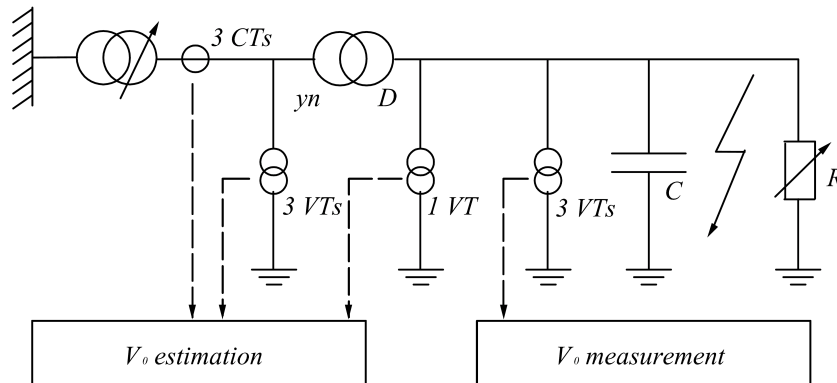 3 CTs
yn
D
3 VTs
1 VT
3 VTs
C
R
V₀ estimation
V₀ measurement